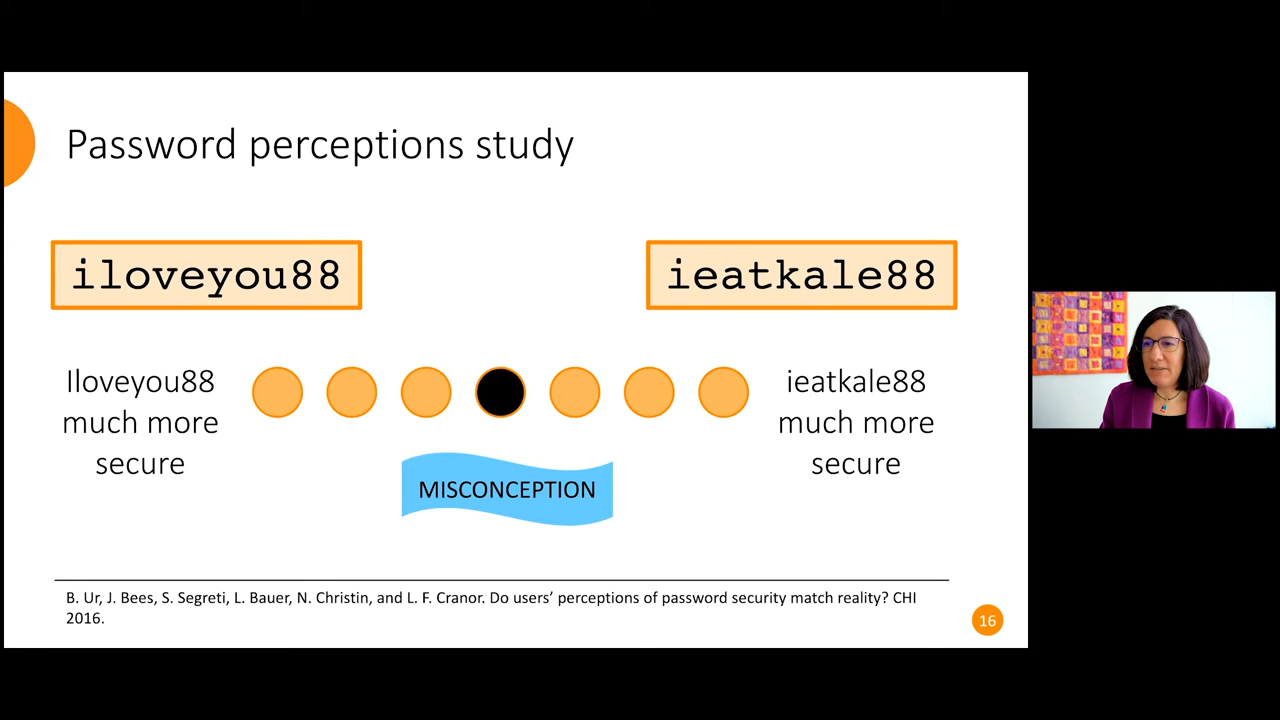 Password perceptions study
iloveyou88
ieatkale88
Iloveyou88
much more
secure
ieatkale88
much more
secure
MISCONCEPTION
B. Ur, J. Bees, S. Segreti, L. Bauer, N. Christin, and L. F. Cranor. Do users’ perceptions of password security match reality? CHI
2016.
16